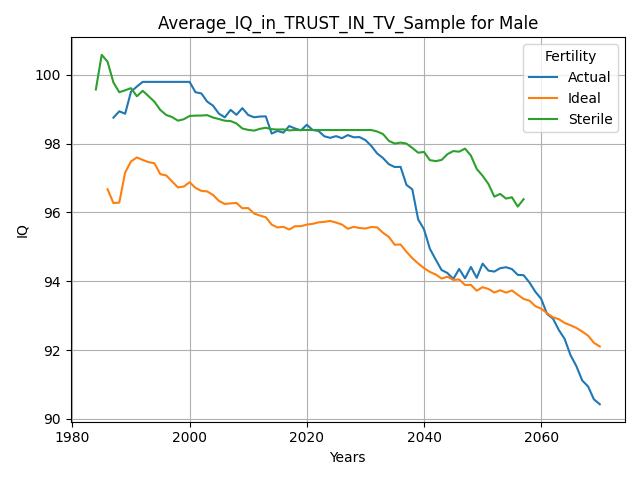 Average_IQ_in_TRUST_IN_TV_Sample for Male
Fertility
Actual
Ideal
Sterile
100
98
96
94
92
90
IQ
1980 2000 2020 2040 2060
Years